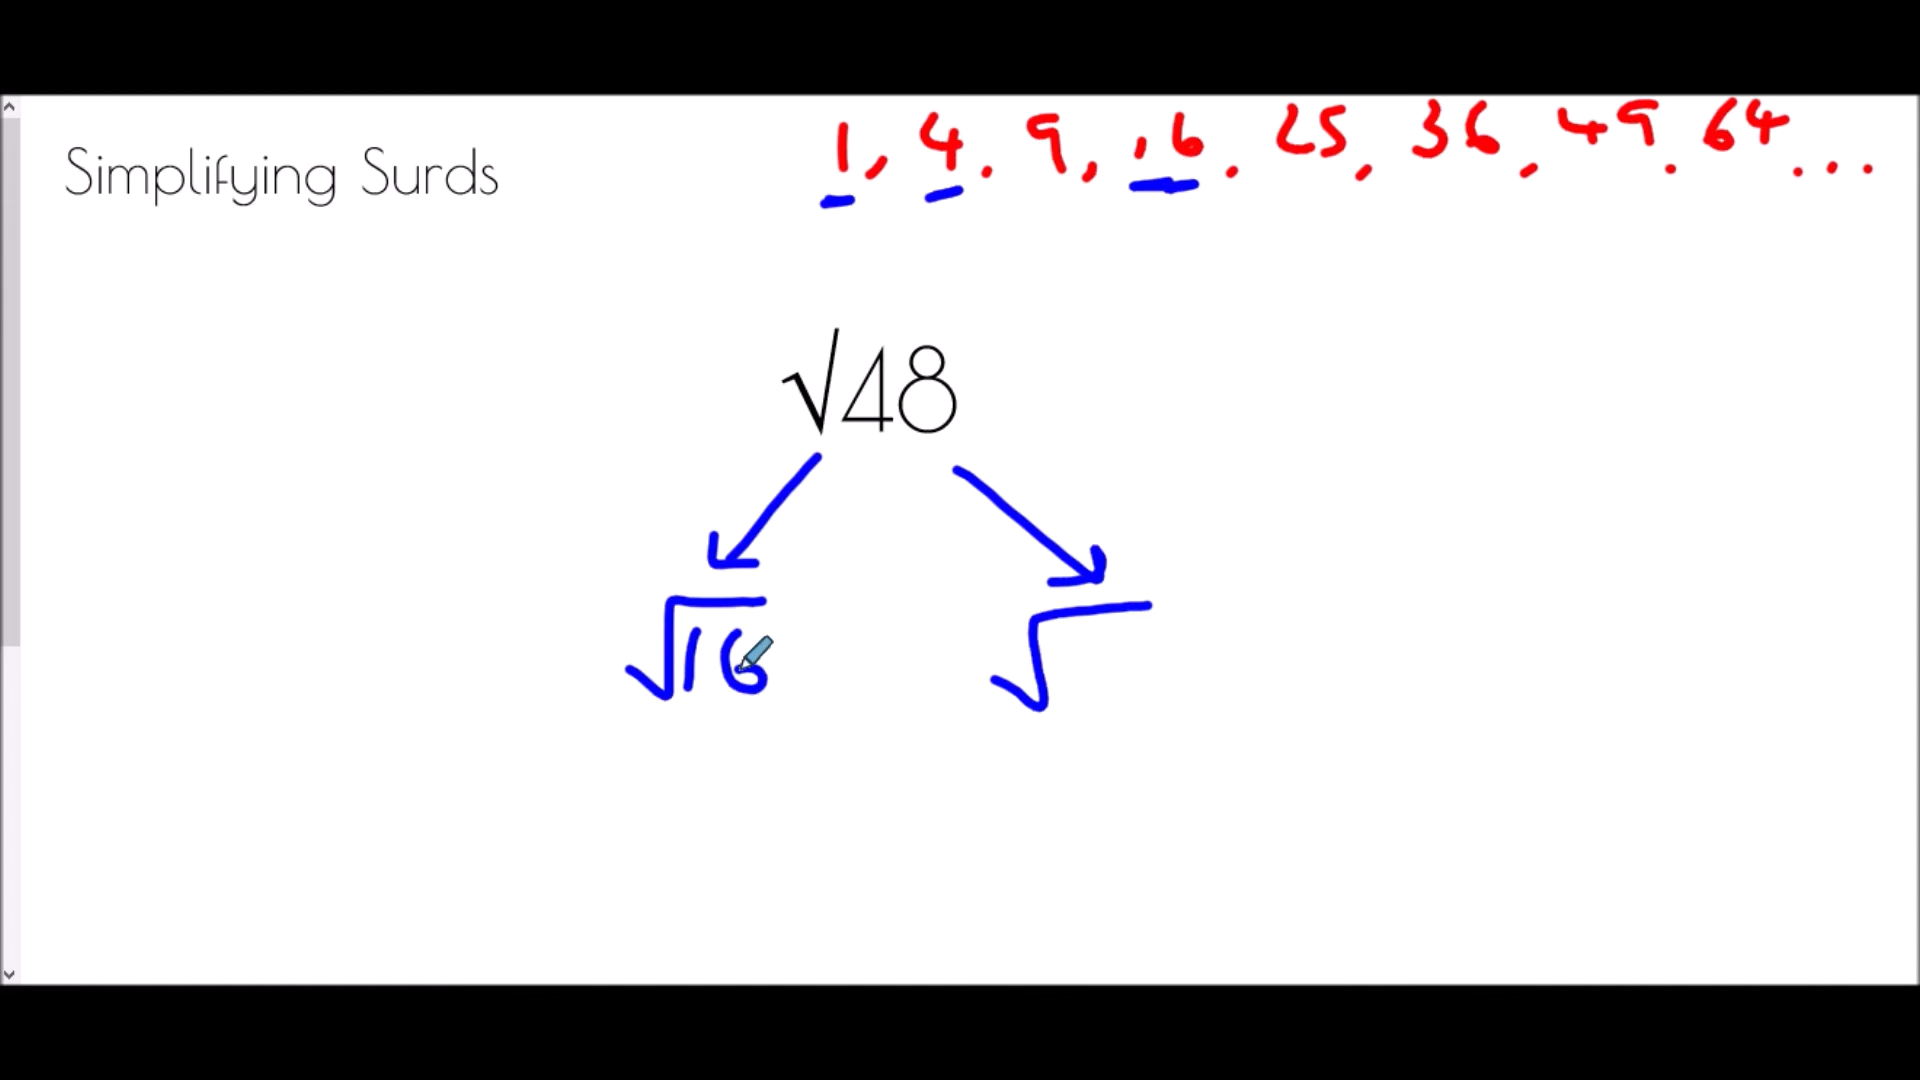 1, 4, 9, 16, 25, 36, 49, 64...
Simplifying Surds
√48
√16 √